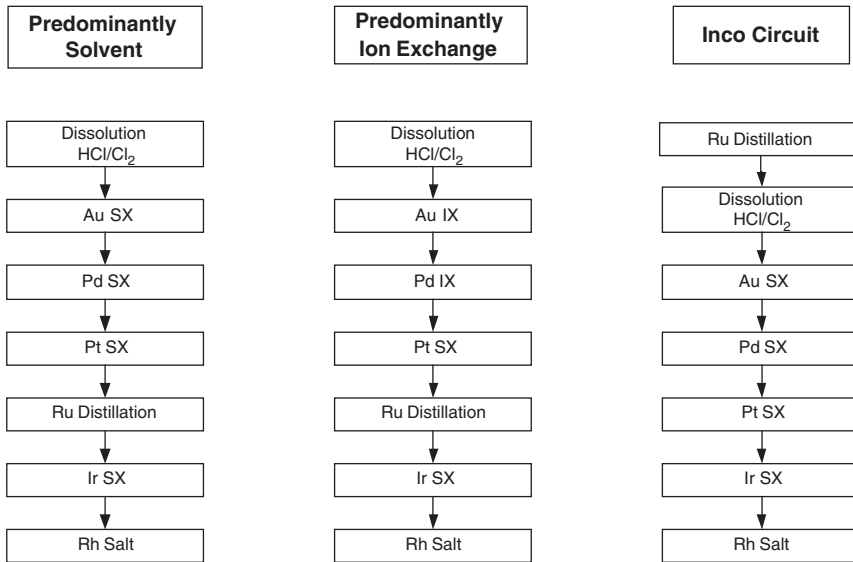 Predominantly
Solvent
Dissolution
HCl/Cl₂
Au SX
Pd SX
Pt SX
Ru Distillation
Ir SX
Rh Salt
Predominantly
Ion Exchange
Dissolution
HCl/Cl₂
Au IX
Pd IX
Pt SX
Ru Distillation
Ir SX
Rh Salt
Inco Circuit
Ru Distillation
Dissolution
HCl/Cl₂
Au SX
Pd SX
Pt SX
Ir SX
Rh Salt